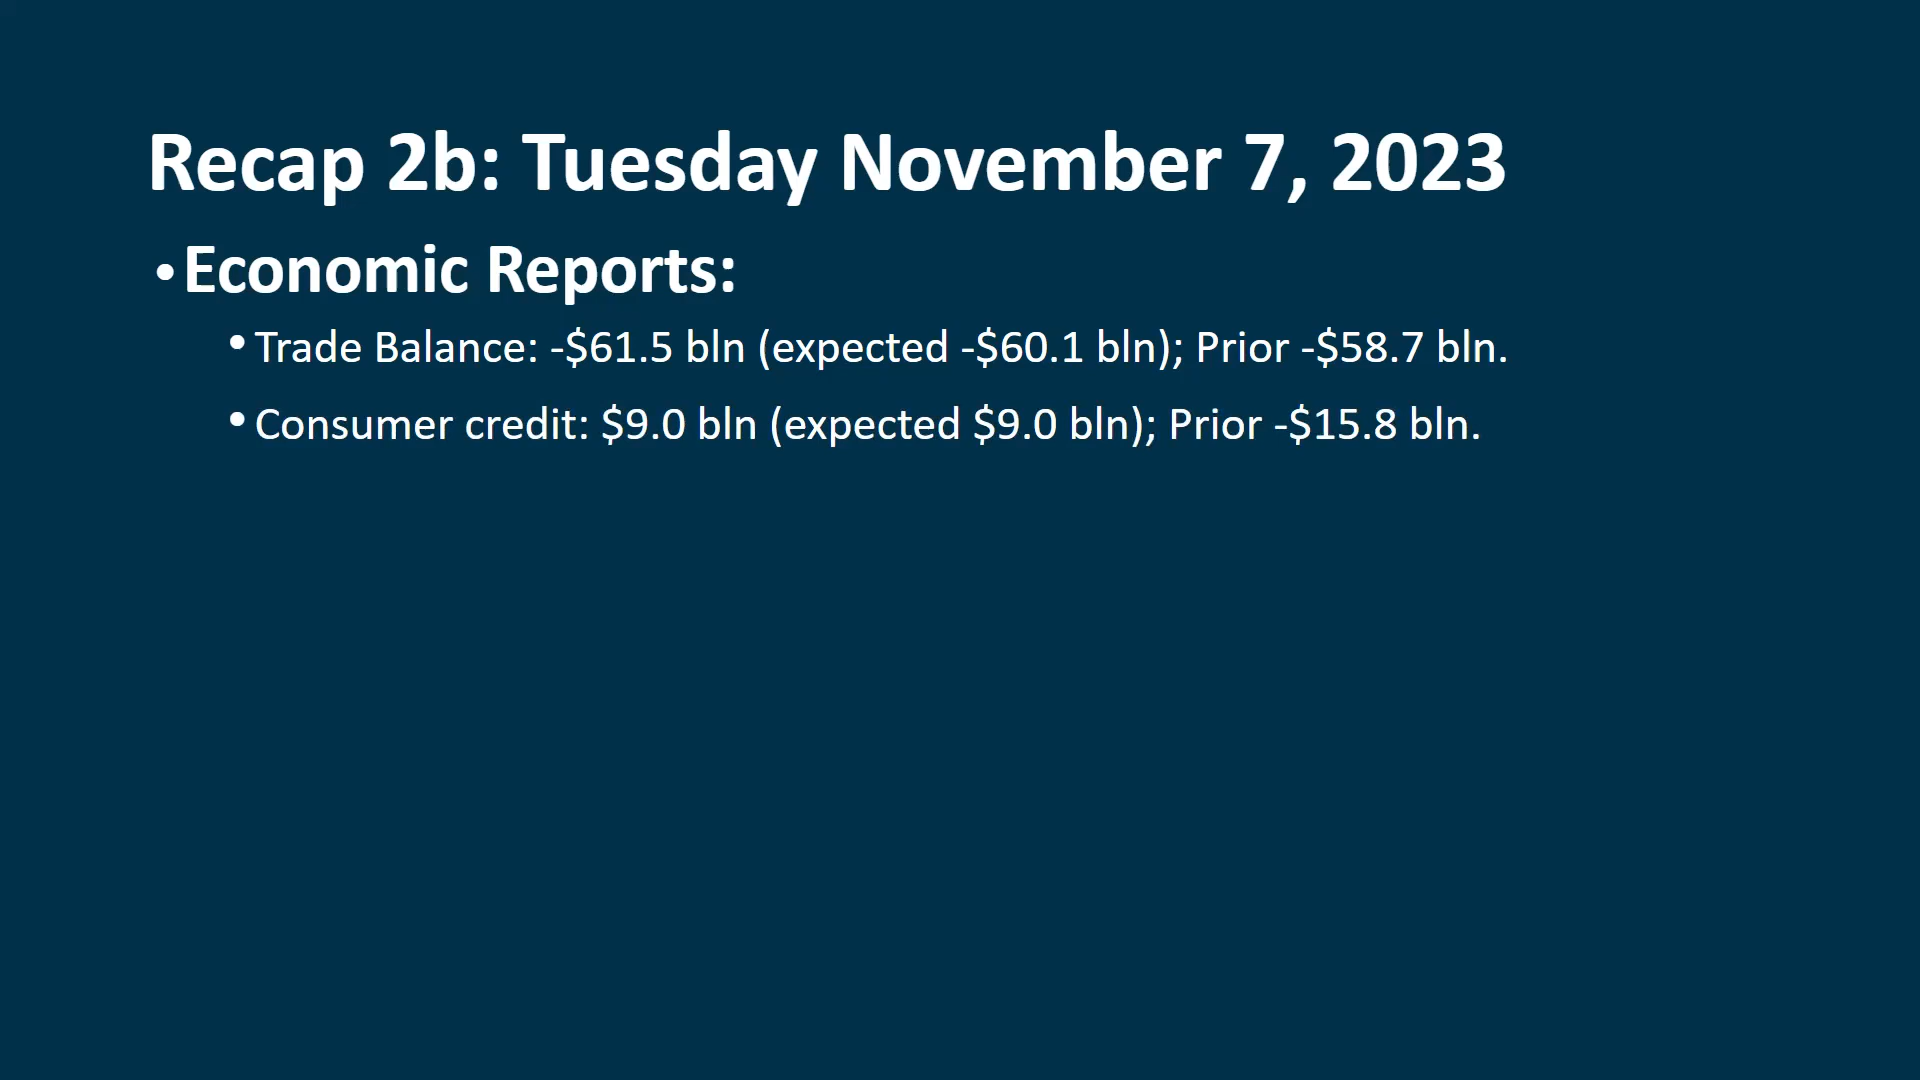 Recap 2b: Tuesday November 7, 2023
•Economic Reports:
•Trade Balance: -$61.5 bln (expected -$60.1 bln); Prior -$58.7 bln.
•Consumer credit: $9.0 bln (expected $9.0 bln); Prior -$15.8 bln.